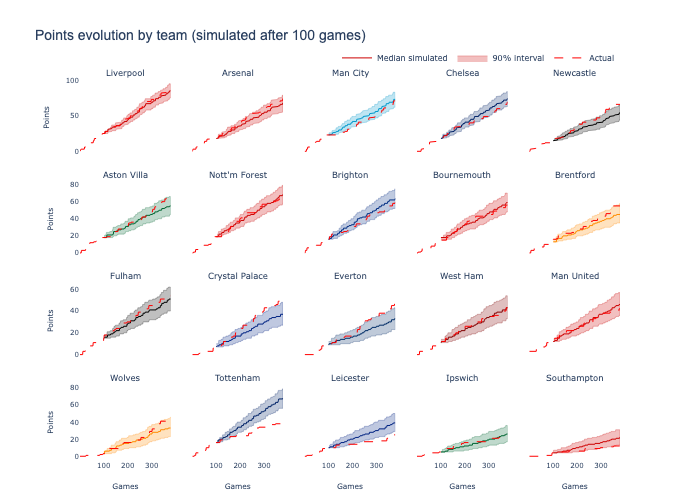 Points evolution by team (simulated after 100 games)
Median simulated 90% interval Actual
Liverpool Arsenal Man City Chelsea Newcastle
100
50
0
Points
Aston Villa Nott'm Forest Brighton Bournemouth Brentford
80
60
40
20
0
Points
Fulham Crystal Palace Everton West Ham Man United
60
40
20
0
Points
Wolves Tottenham Leicester Ipswich Southampton
80
60
40
20
0
Points
100 200 300 100 200 300 100 200 300 100 200 300 100 200 300
Games Games Games Games Games